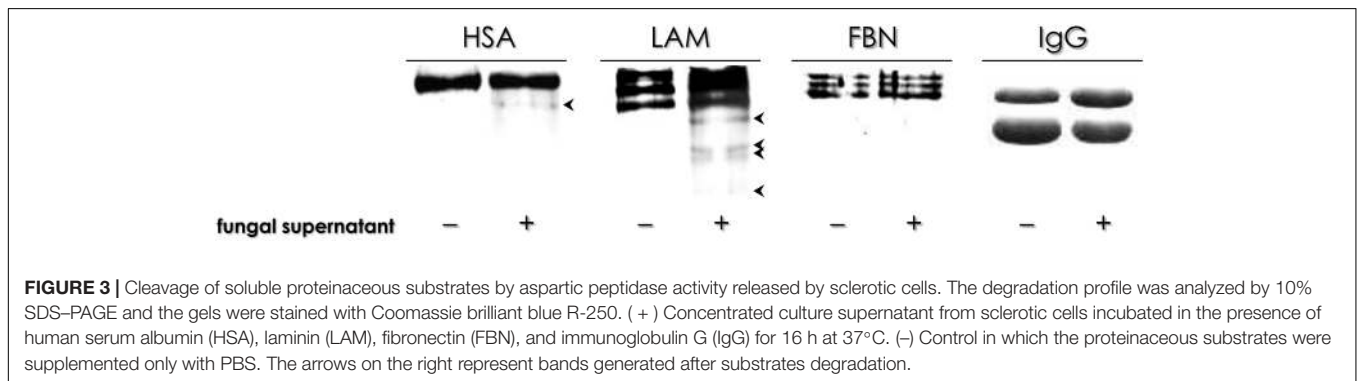 HSA LAM FBN IgG
fungal supernatant – + – + – + – +
FIGURE 3 | Cleavage of soluble proteinaceous substrates by aspartic peptidase activity released by sclerotic cells. The degradation profile was analyzed by 10%
SDS–PAGE and the gels were stained with Coomassie brilliant blue R-250. ( + ) Concentrated culture supernatant from sclerotic cells incubated in the presence of
human serum albumin (HSA), laminin (LAM), fibronectin (FBN), and immunoglobulin G (IgG) for 16 h at 37°C. (–) Control in which the proteinaceous substrates were
supplemented only with PBS. The arrows on the right represent bands generated after substrates degradation.